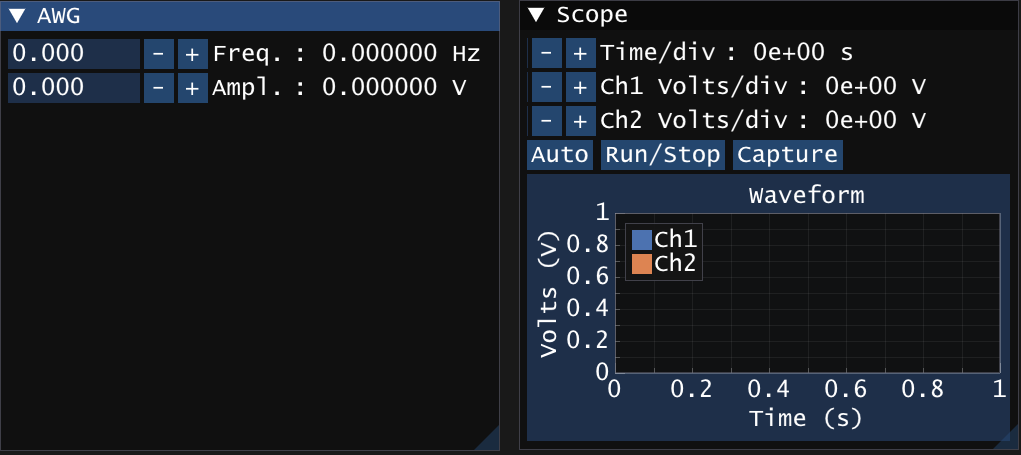 ▼ AWG
0.000 - + Freq. : 0.000000 Hz
0.000 - + Ampl. : 0.000000 V
▼ Scope
- + Time/div : 0e+00 s
- + Ch1 Volts/div : 0e+00 V
- + Ch2 Volts/div : 0e+00 V
Auto Run/Stop Capture
Waveform
Volts (V)
1
0.8
0.6
0.4
0.2
0
Ch1
Ch2
0 0.2 0.4 0.6 0.8 1
Time (s)